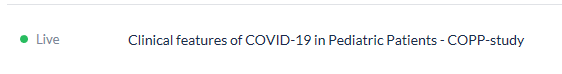 Live Clinical features of COVID-19 in Pediatric Patients - COPP-study